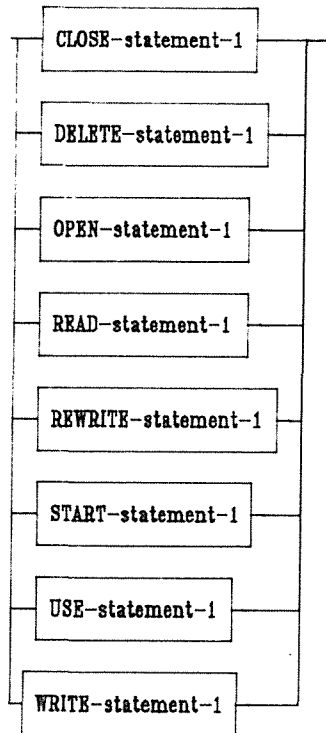 CLOSE-statement-1
DELETE-statement-1
OPEN-statement-1
READ-statement-1
REWRITE-statement-1
START-statement-1
USE-statement-1
WRITE-statement-1